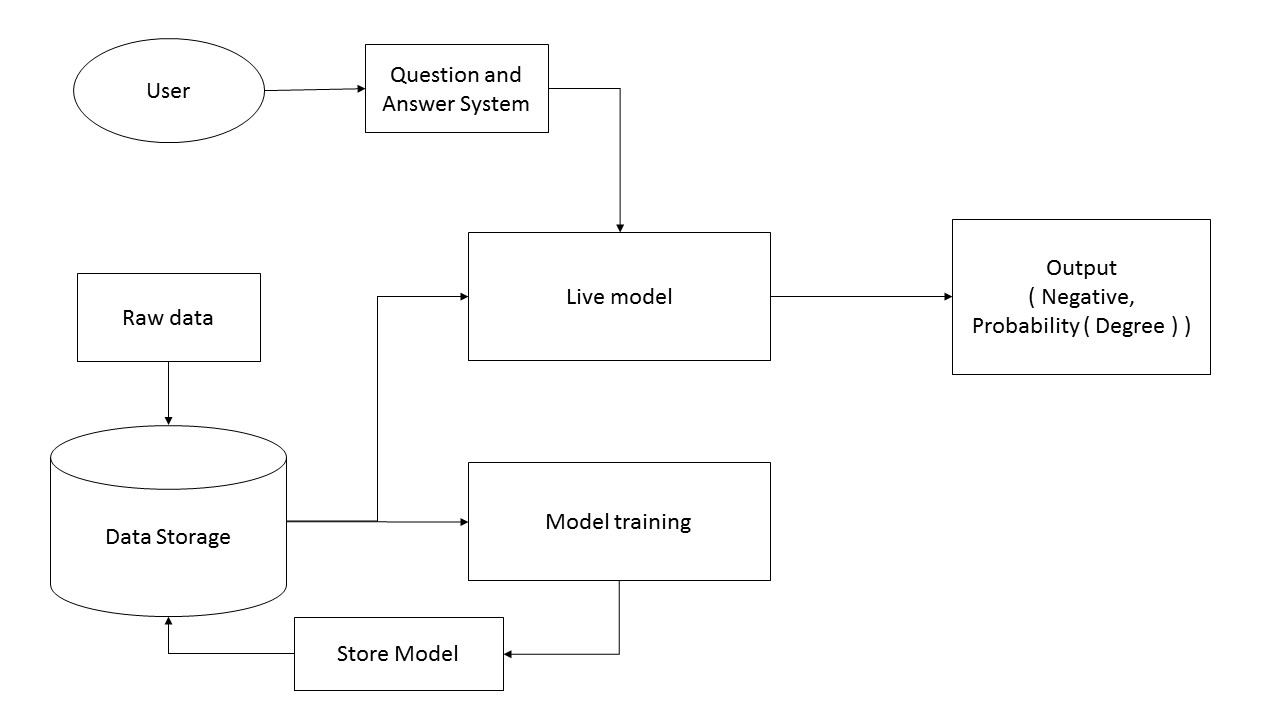 User
Question and
Answer System
Raw data
Live model
Output
( Negative,
Probability ( Degree ) )
Data Storage
Model training
Store Model